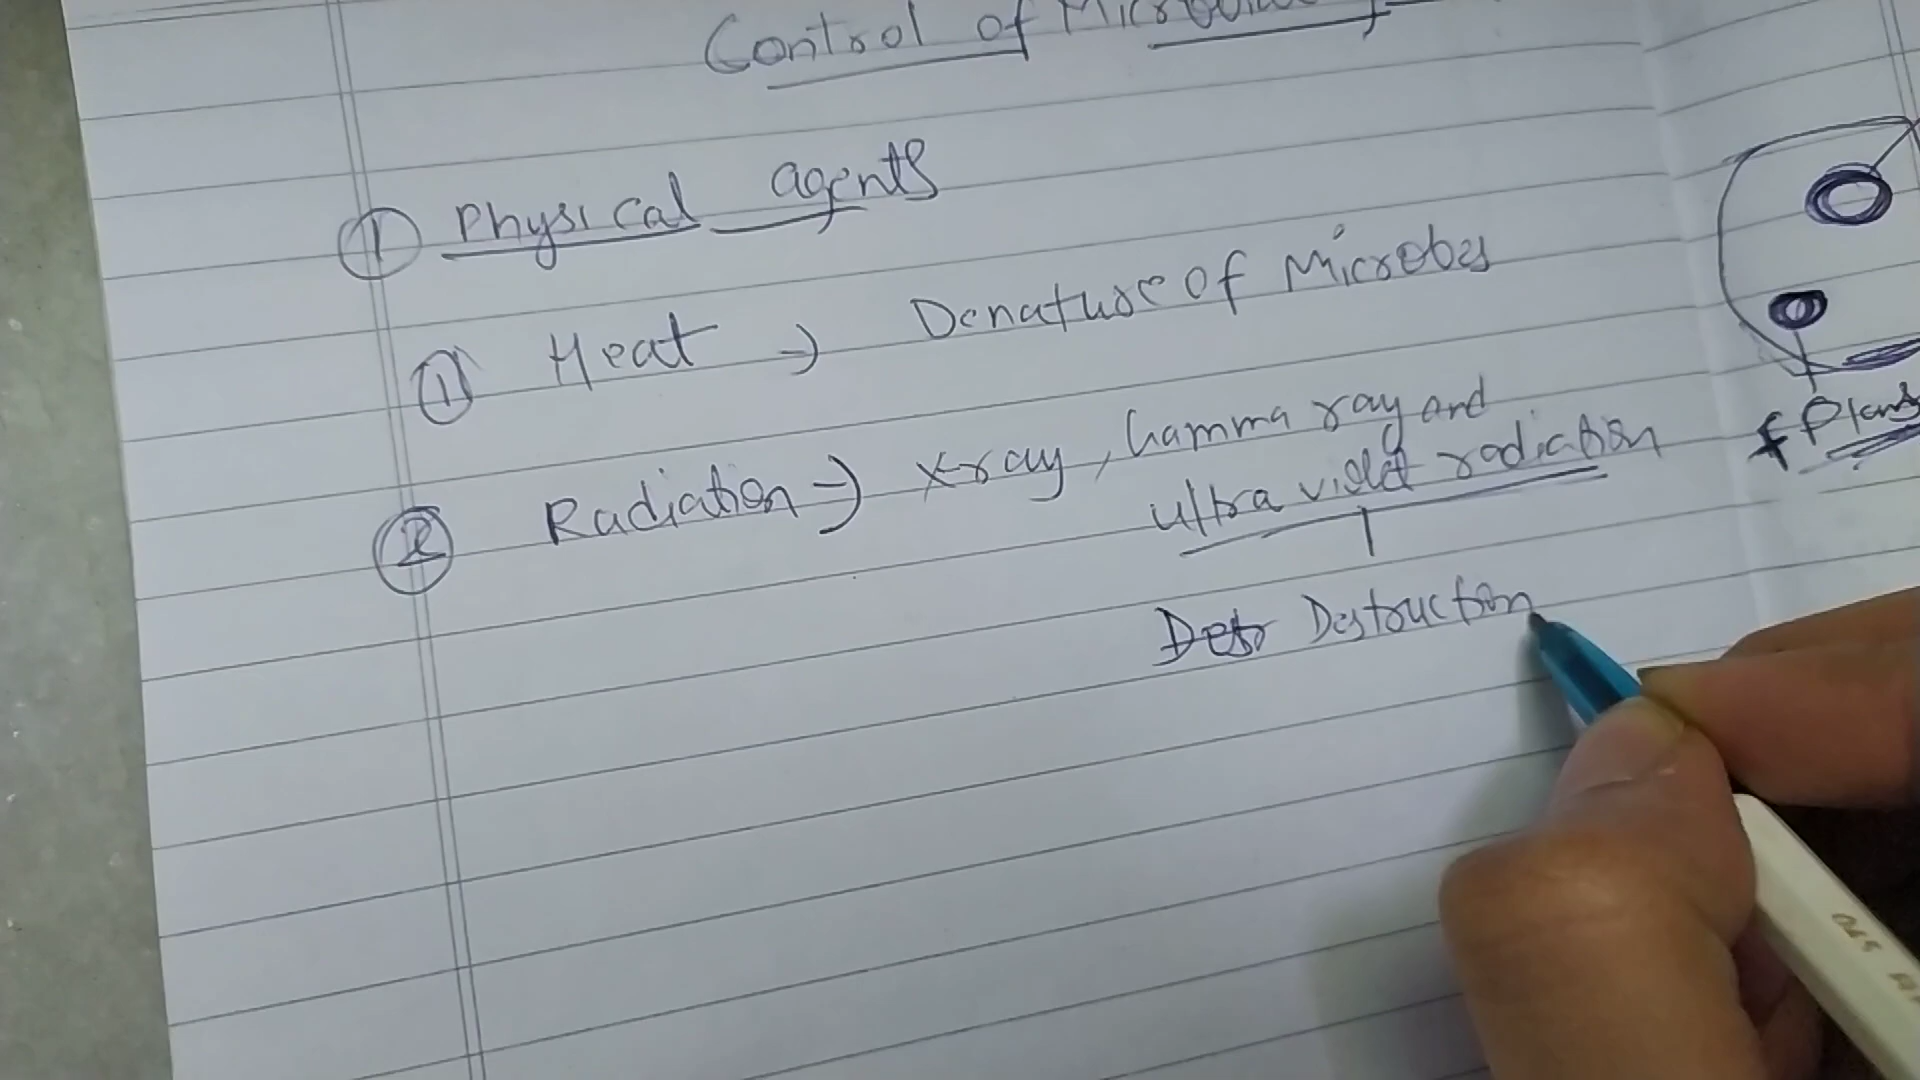 Control of
① Physical agents
① Heat → Denature of Microbes
② Radiation → X-ray, Gamma ray and
ultra violet radiation
Dest Destruction